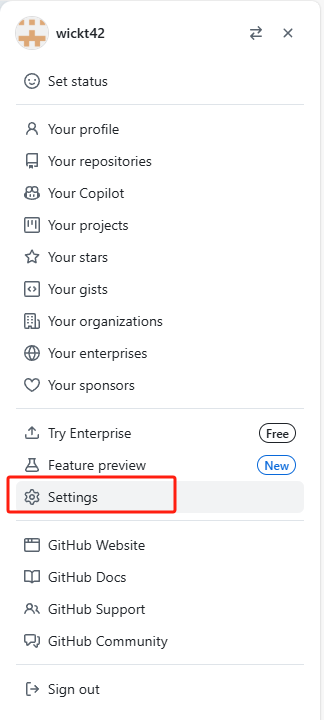 wickt42
Set status
Your profile
Your repositories
Your Copilot
Your projects
Your stars
Your gists
Your organizations
Your enterprises
Your sponsors
Try Enterprise Free
Feature preview New
Settings
GitHub Website
GitHub Docs
GitHub Support
GitHub Community
Sign out